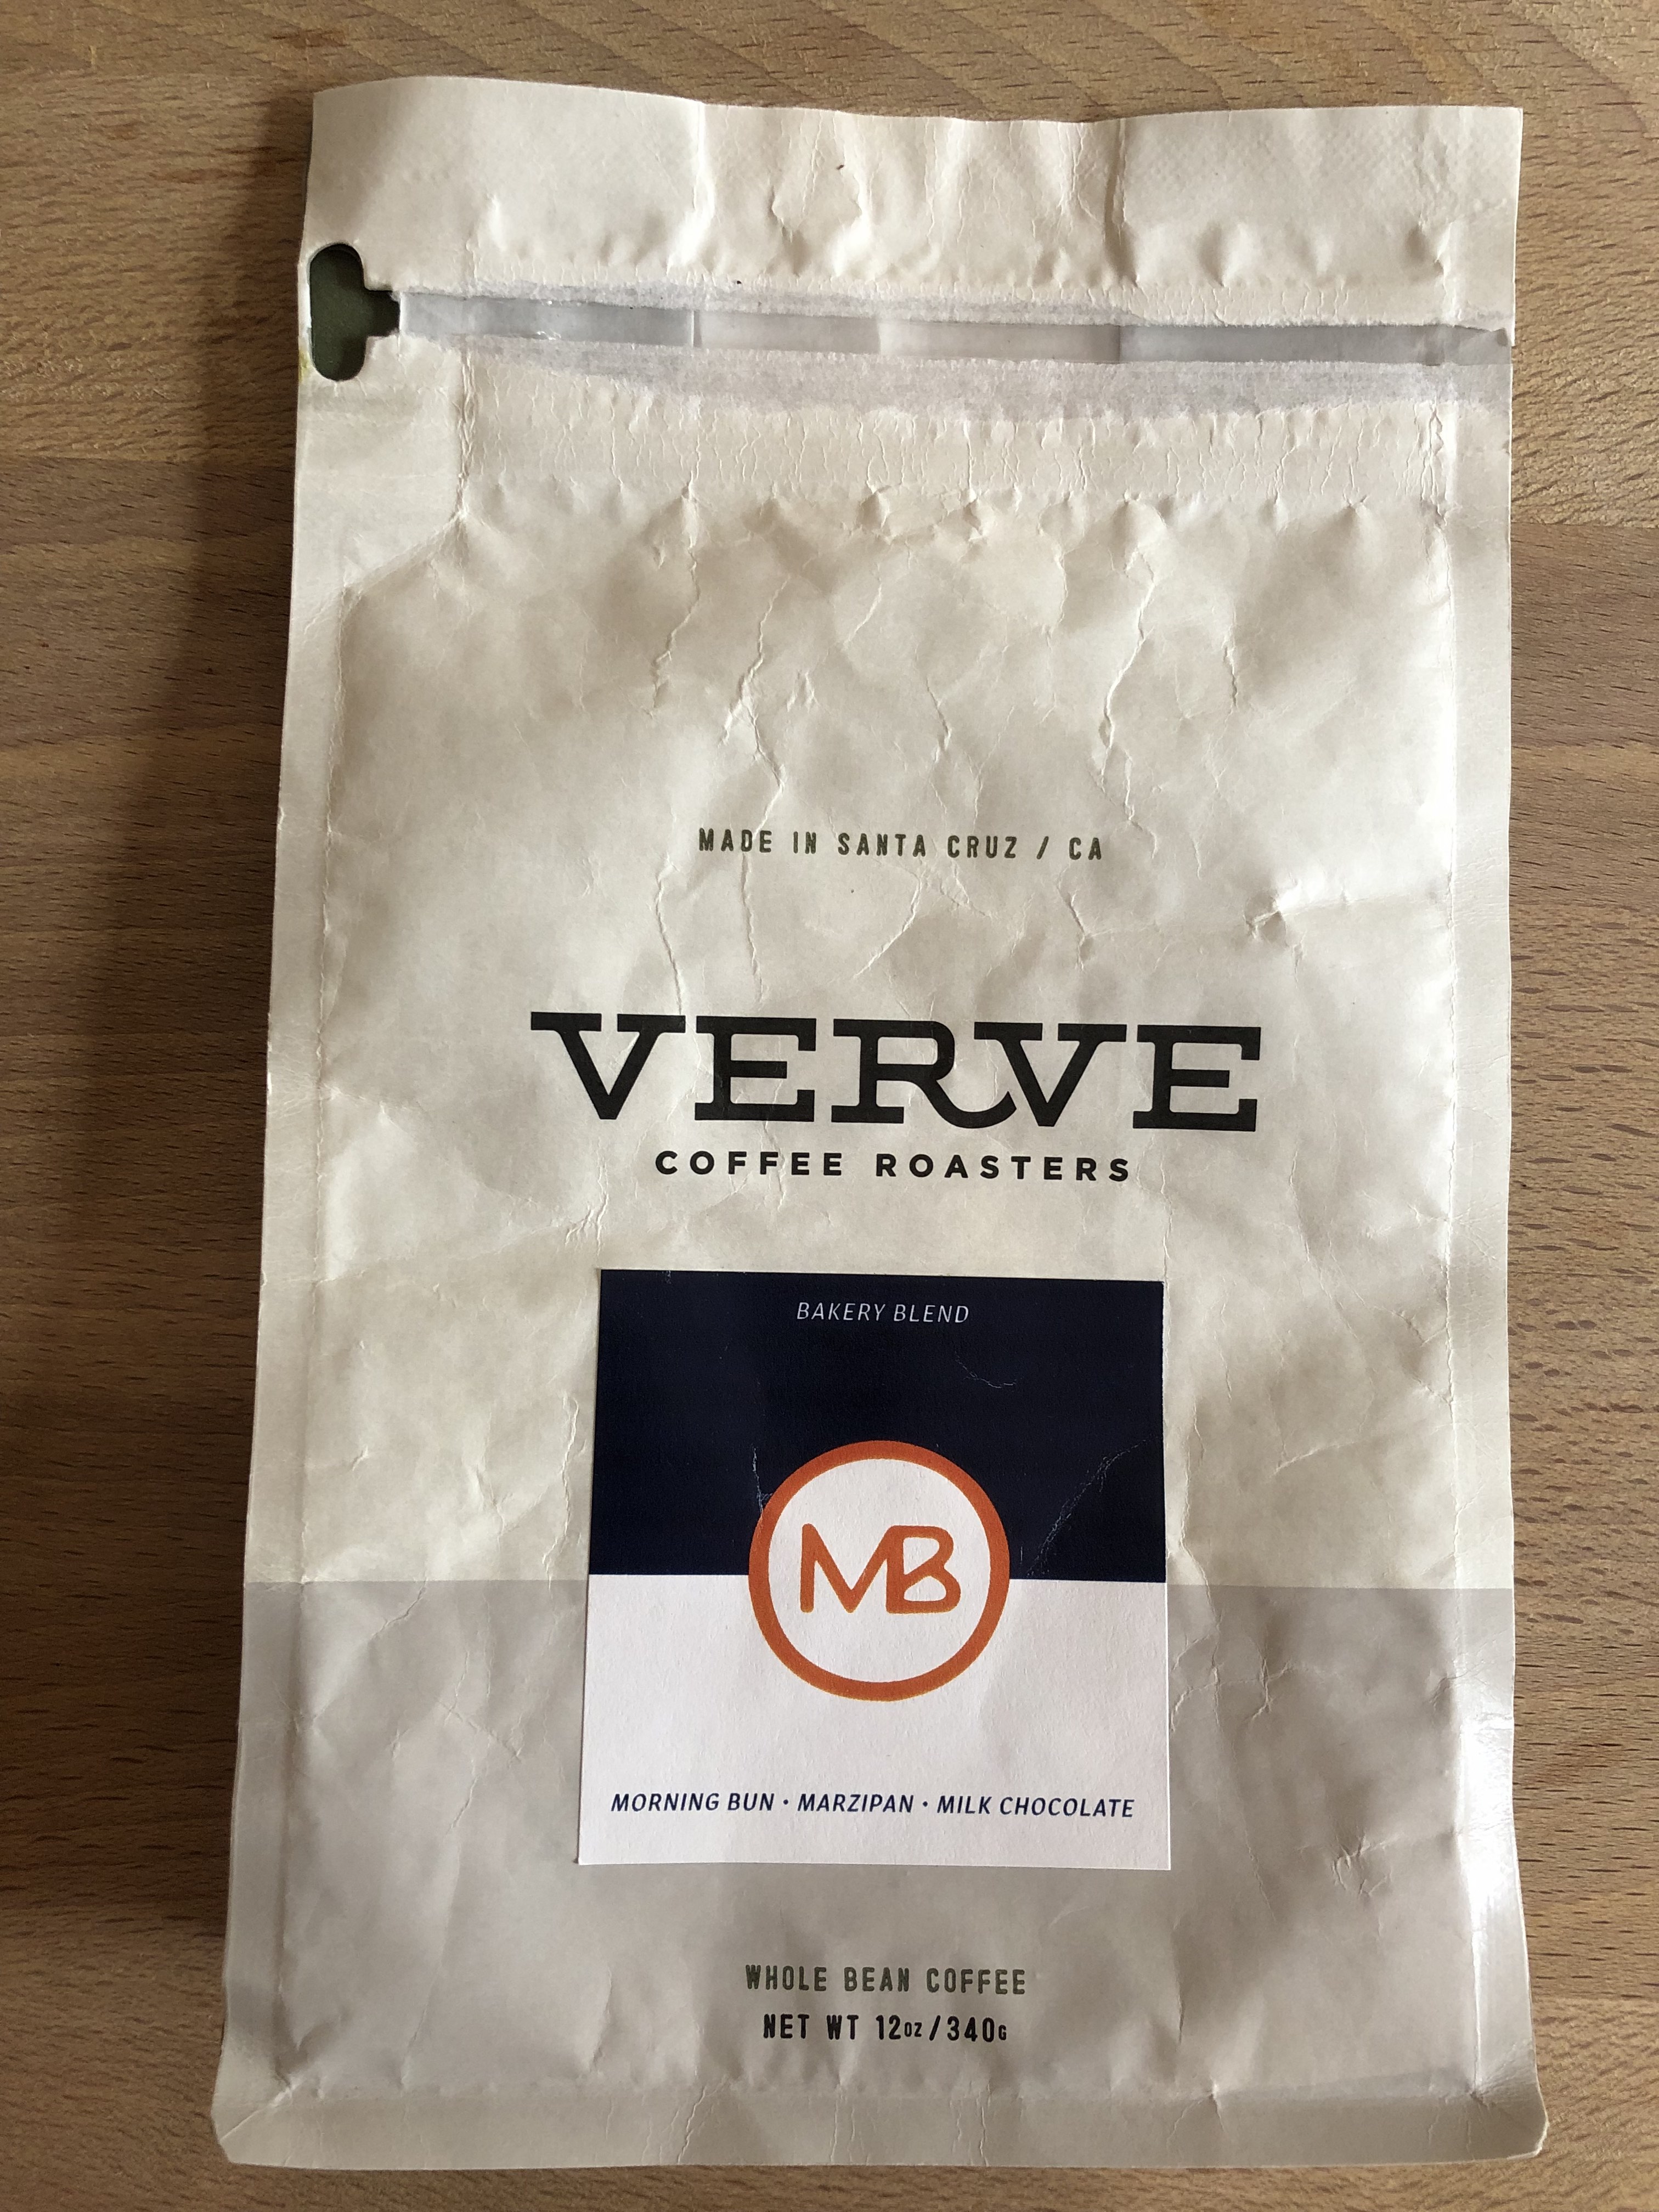 MADE IN SANTA CRUZ / CA
VERVE
COFFEE ROASTERS
BAKERY BLEND
MB
MORNING BUN • MARZIPAN • MILK CHOCOLATE
WHOLE BEAN COFFEE
NET WT 12OZ/340G